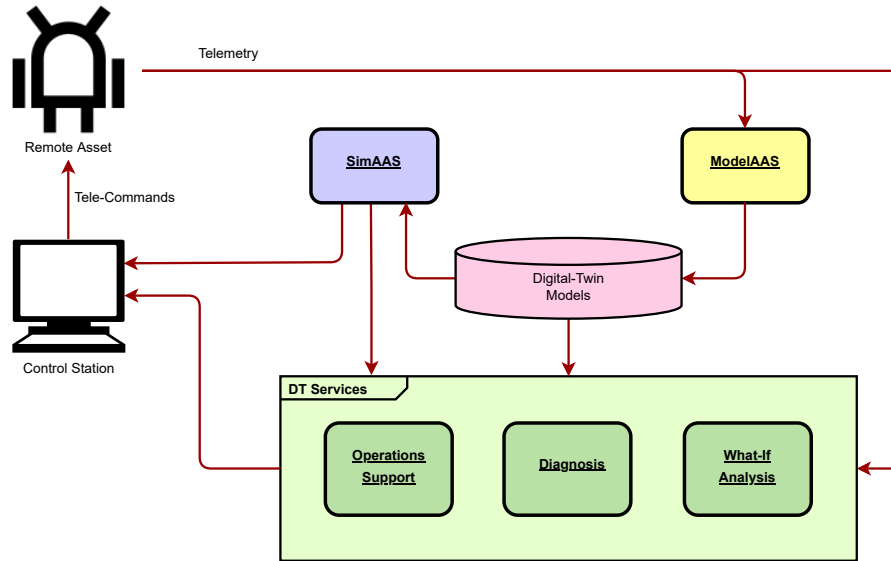 Telemetry
Remote Asset
SimAAS
ModelAAS
Tele-Commands
Digital-Twin
Models
Control Station
DT Services
Operations
Support
Diagnosis
What-If
Analysis